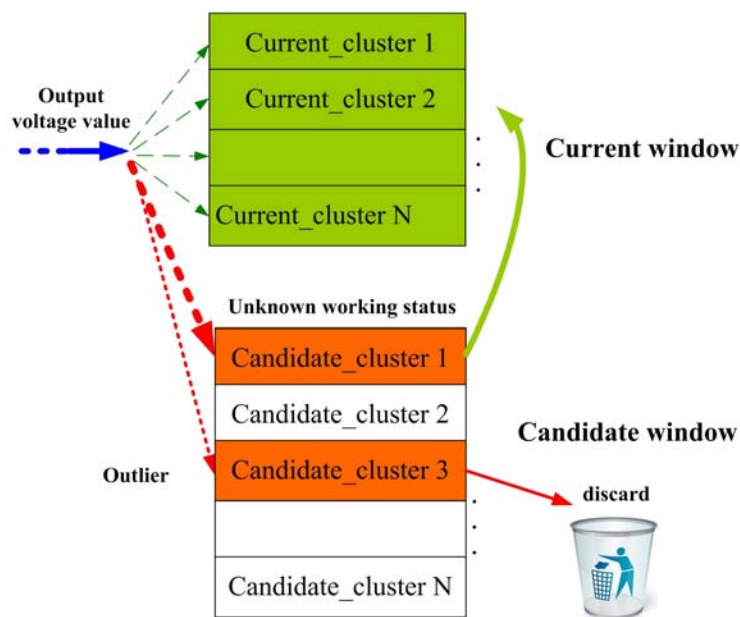 Current_cluster 1
Output
voltage value
Current_cluster 2
Current window
Current_cluster N
Unknown working status
Candidate_cluster 1
Candidate_cluster 2
Candidate window
Outlier
Candidate_cluster 3
discard
Candidate_cluster N